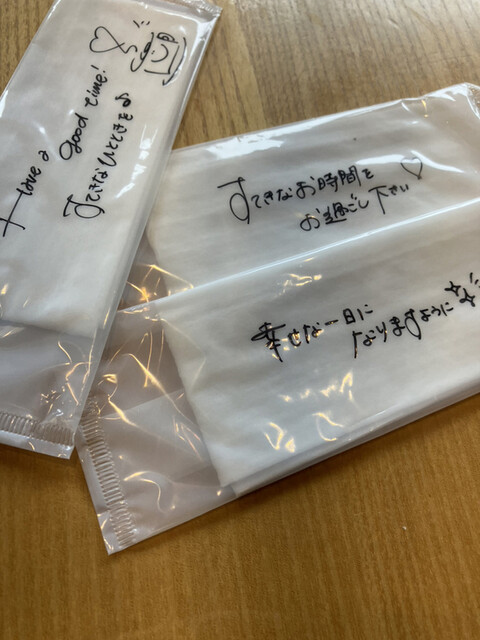 Have a good time!
すてきなひとときを♪
すてきなお時間を
お過ごし下さい♡
幸せな一日に
なりますように